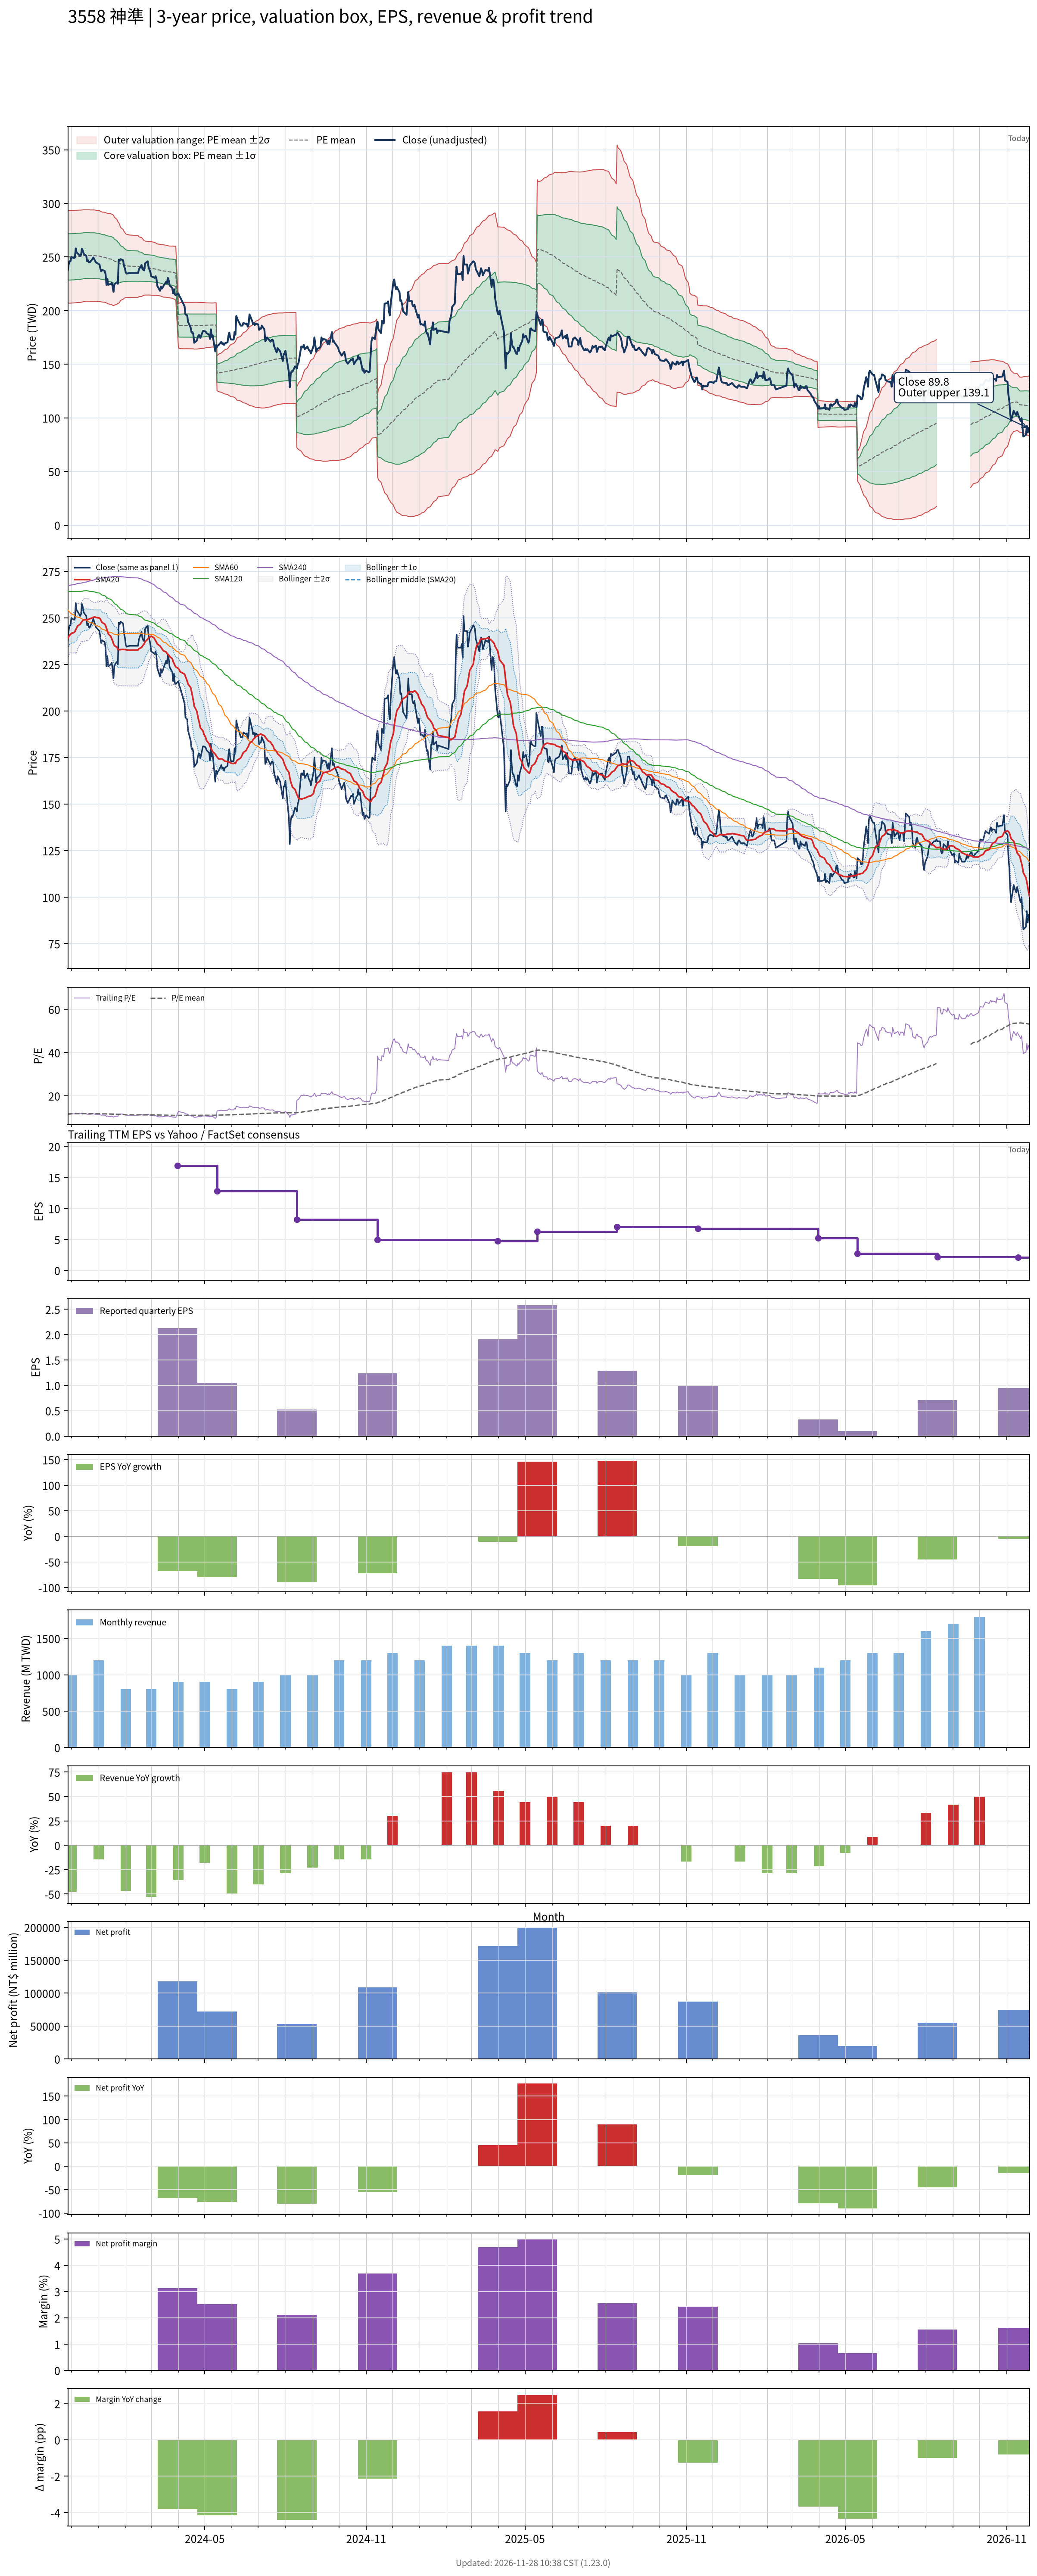 3558 神準 | 3-year price, valuation box, EPS, revenue & profit trend
Outer valuation range: PE mean ±2σ
Core valuation box: PE mean ±1σ
PE mean
Close (unadjusted)
Today
Price (TWD)
350
300
250
200
150
100
50
0
Close 89.8
Outer upper 139.1
Close (same as panel 1)
SMA20
SMA60
SMA120
SMA240
Bollinger ±2σ
Bollinger ±1σ
Bollinger middle (SMA20)
Price
275
250
225
200
175
150
125
100
75
Trailing P/E
P/E mean
P/E
60
40
20
Trailing TTM EPS vs Yahoo / FactSet consensus
Today
EPS
20
15
10
5
0
Reported quarterly EPS
EPS
2.5
2.0
1.5
1.0
0.5
0.0
EPS YoY growth
YoY (%)
150
100
50
0
-50
-100
Monthly revenue
Revenue (M TWD)
1500
1000
500
0
Revenue YoY growth
YoY (%)
75
50
25
0
-25
-50
Month
Net profit
Net profit (NT$ million)
200000
150000
100000
50000
0
Net profit YoY
YoY (%)
150
100
50
0
-50
-100
Net profit margin
Margin (%)
5
4
3
2
1
0
Margin YoY change
Δ margin (pp)
2
0
-2
-4
2024-05
2024-11
2025-05
2025-11
2026-05
2026-11
Updated: 2026-11-28 10:38 CST (1.23.0)